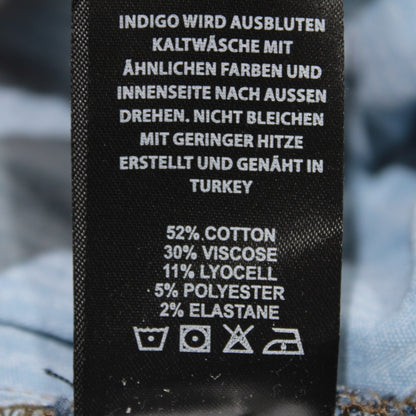 INDIGO WIRD AUSBLUTEN
KALTWÄSCHE MIT
ÄHNLICHEN FARBEN UND
INNENSEITE NACH AUSSEN
DREHEN. NICHT BLEICHEN
MIT GERINGER HITZE
ERSTELLT UND GENÄHT IN
TURKEY
52% COTTON
30% VISCOSE
11% LYOCELL
5% POLYESTER
2% ELASTANE